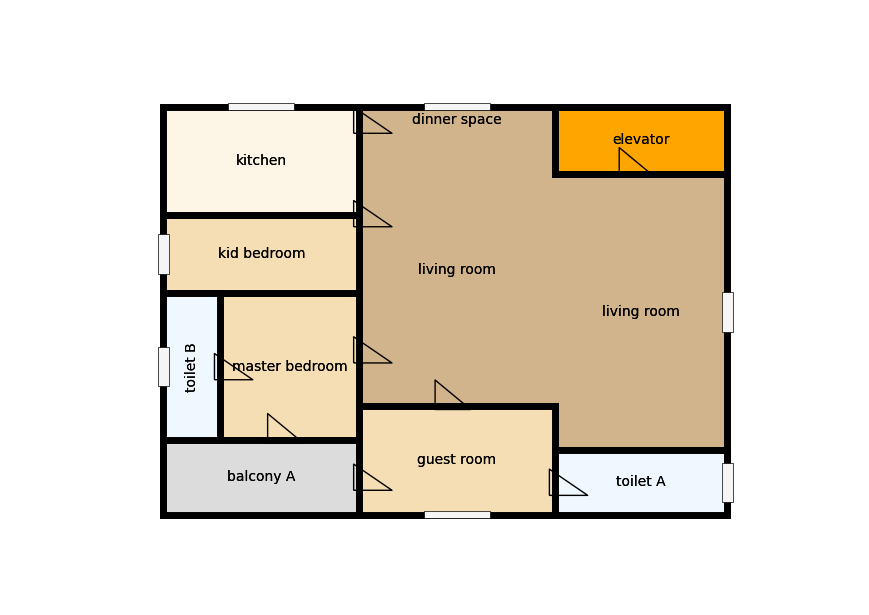 dinner space
elevator
kitchen
kid bedroom
living room
living room
toilet B
master bedroom
guest room
balcony A
toilet A